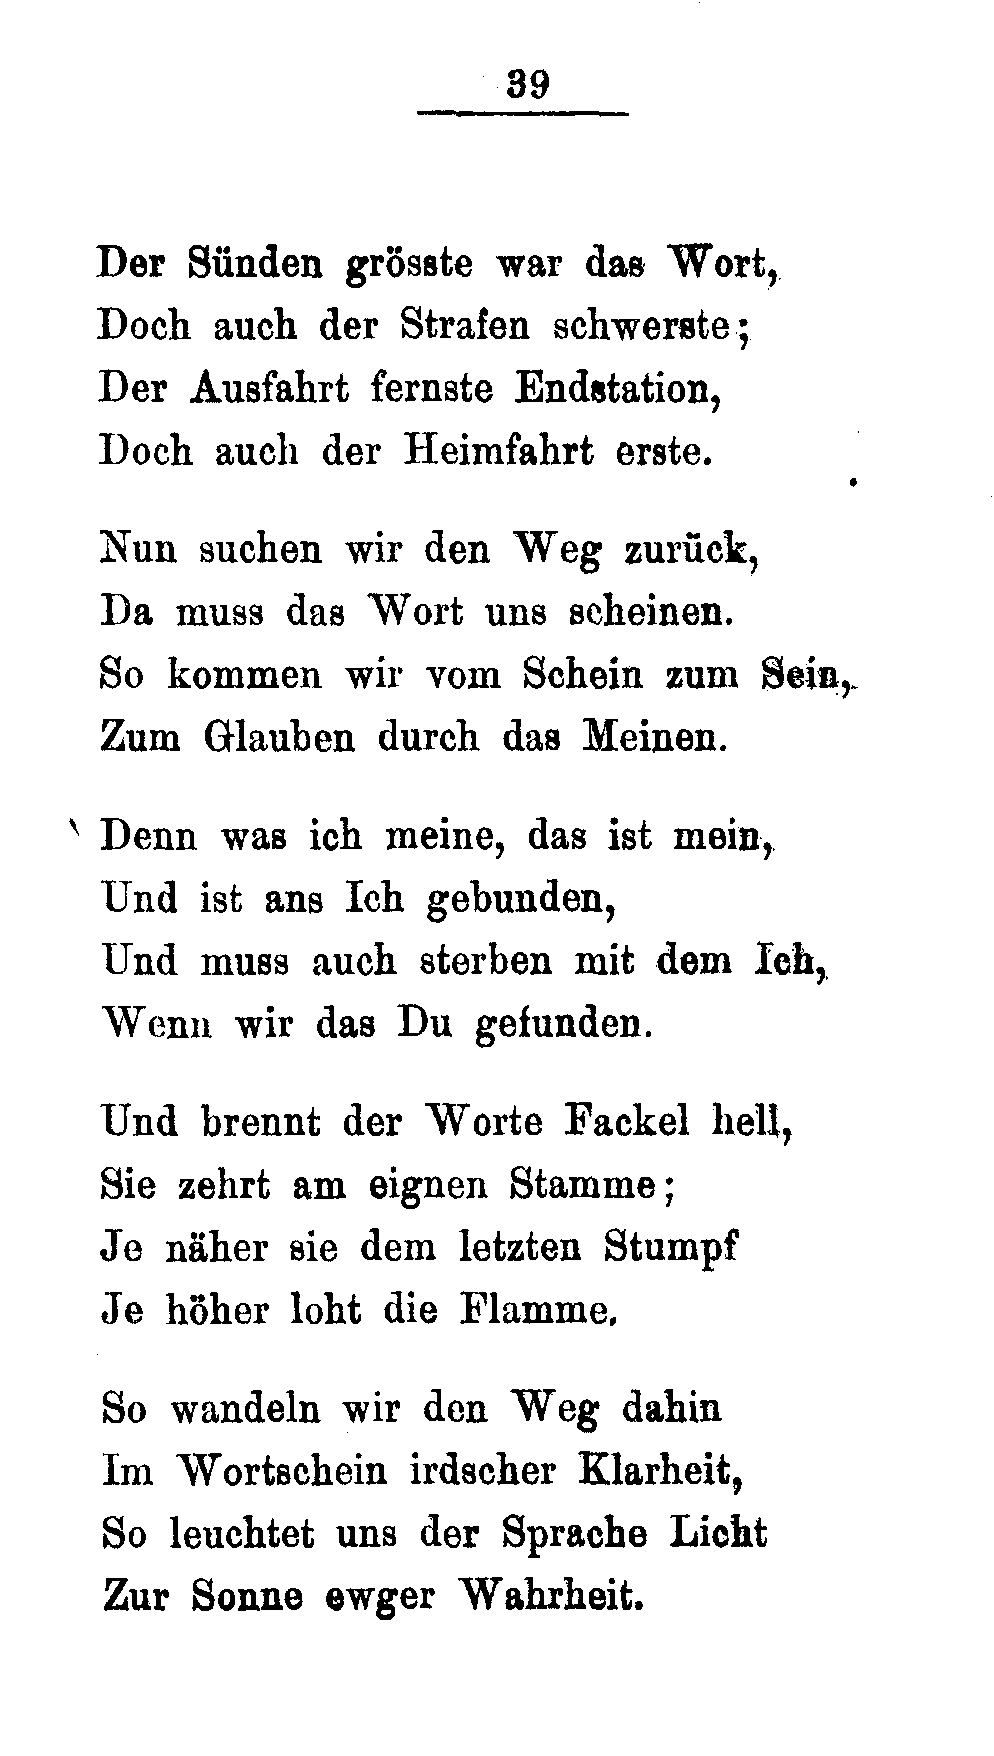 39
Der Sünden grösste war das Wort,
Doch auch der Strafen schwerste;
Der Ausfahrt fernste Endstation,
Doch auch der Heimfahrt erste.
Nun suchen wir den Weg zurück,
Da muss das Wort uns scheinen.
So kommen wir vom Schein zum Sein,
Zum Glauben durch das Meinen.
Denn was ich meine, das ist mein,
Und ist ans Ich gebunden,
Und muss auch sterben mit dem Ich,
Wenn wir das Du gefunden.
Und brennt der Worte Fackel hell,
Sie zehrt am eignen Stamme;
Je näher sie dem letzten Stumpf
Je höher loht die Flamme.
So wandeln wir den Weg dahin
Im Wortschein irdscher Klarheit,
So leuchtet uns der Sprache Licht
Zur Sonne ewger Wahrheit.